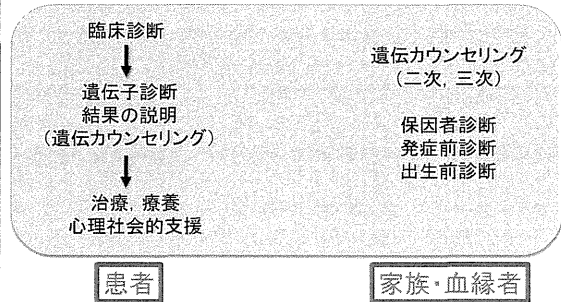 臨床診断
遺伝子診断
結果の説明
(遺伝カウンセリング)
治療, 療養
心理社会的支援
患者
遺伝カウンセリング
(二次, 三次)
保因者診断
発症前診断
出生前診断
家族・血縁者